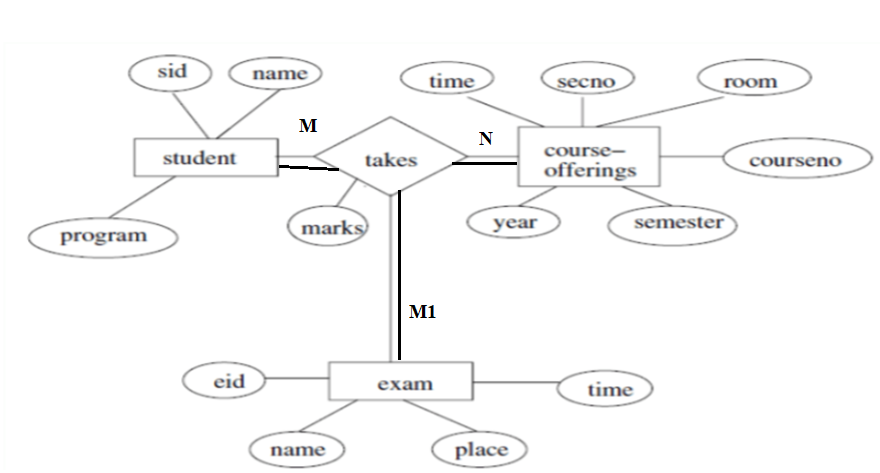 sid
name
time
secno
room
M
N
student
takes
course–
offerings
courseno
program
marks
year
semester
M1
eid
exam
time
name
place